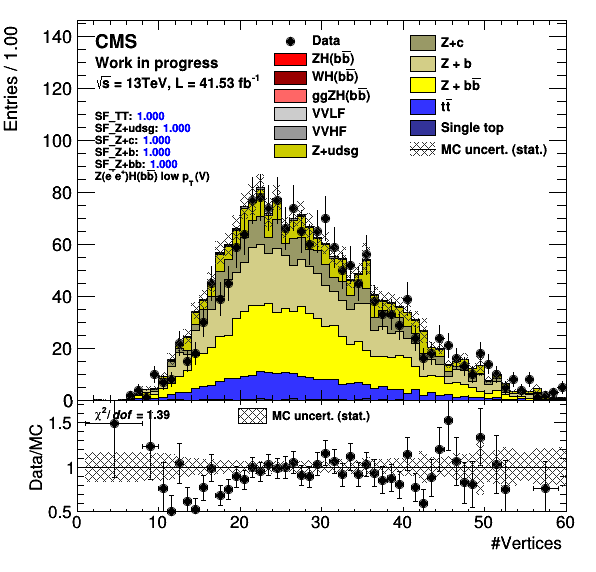 Entries / 1.00
140
120
100
80
60
40
20
0
CMS
Work in progress
√s = 13TeV, L = 41.53 fb⁻¹
SF_TT: 1.000
SF_Z+udsg: 1.000
SF_Z+c: 1.000
SF_Z+b: 1.000
SF_Z+bb: 1.000
Z(e⁻e⁺)H(bb̅) low p_T(V)
Data
ZH(bb̅)
WH(bb̅)
ggZH(bb̅)
VVLF
VVHF
Z+udsg
Z+c
Z + b
Z + bb̅
tt̅
Single top
MC uncert. (stat.)
Data/MC
1.5
1
0.5
χ²/dof = 1.39
MC uncert. (stat.)
0 10 20 30 40 50 60
#Vertices